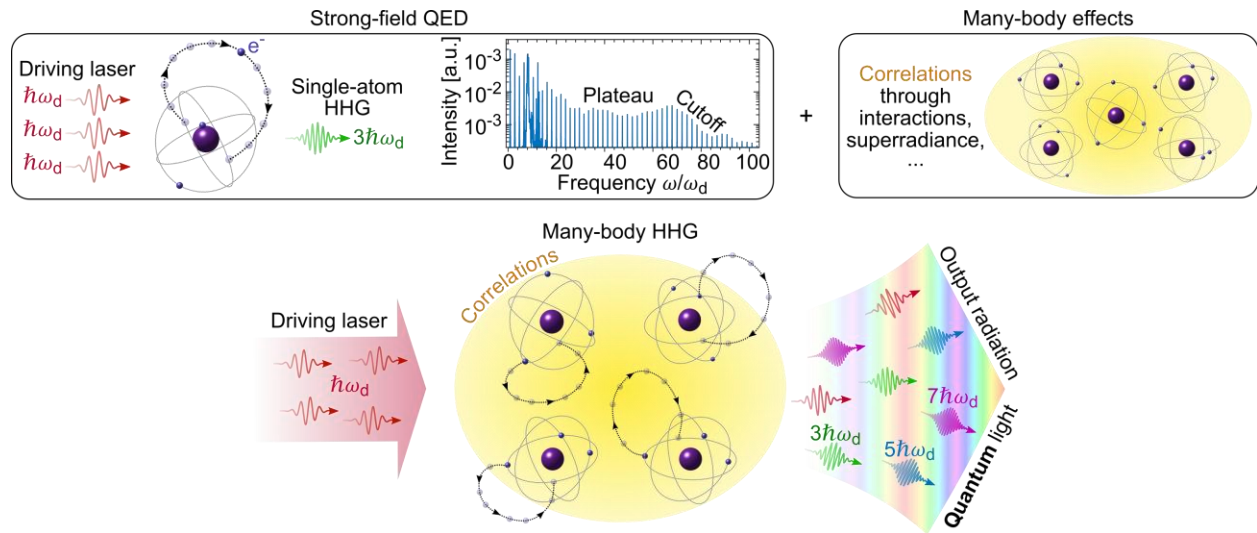 Strong-field QED
Driving laser
ħω_d
ħω_d
ħω_d
e⁻
Single-atom
HHG
3ħω_d
Intensity [a.u.]
10⁻³
10⁻³
Plateau
Cutoff
0
20
40
60
80
100
Frequency ω/ω_d
+
Many-body effects
Correlations
through
interactions,
superradiance,
...
Many-body HHG
Driving laser
ħω_d
Correlations
3ħω_d
5ħω_d
7ħω_d
Output radiation
Quantum light